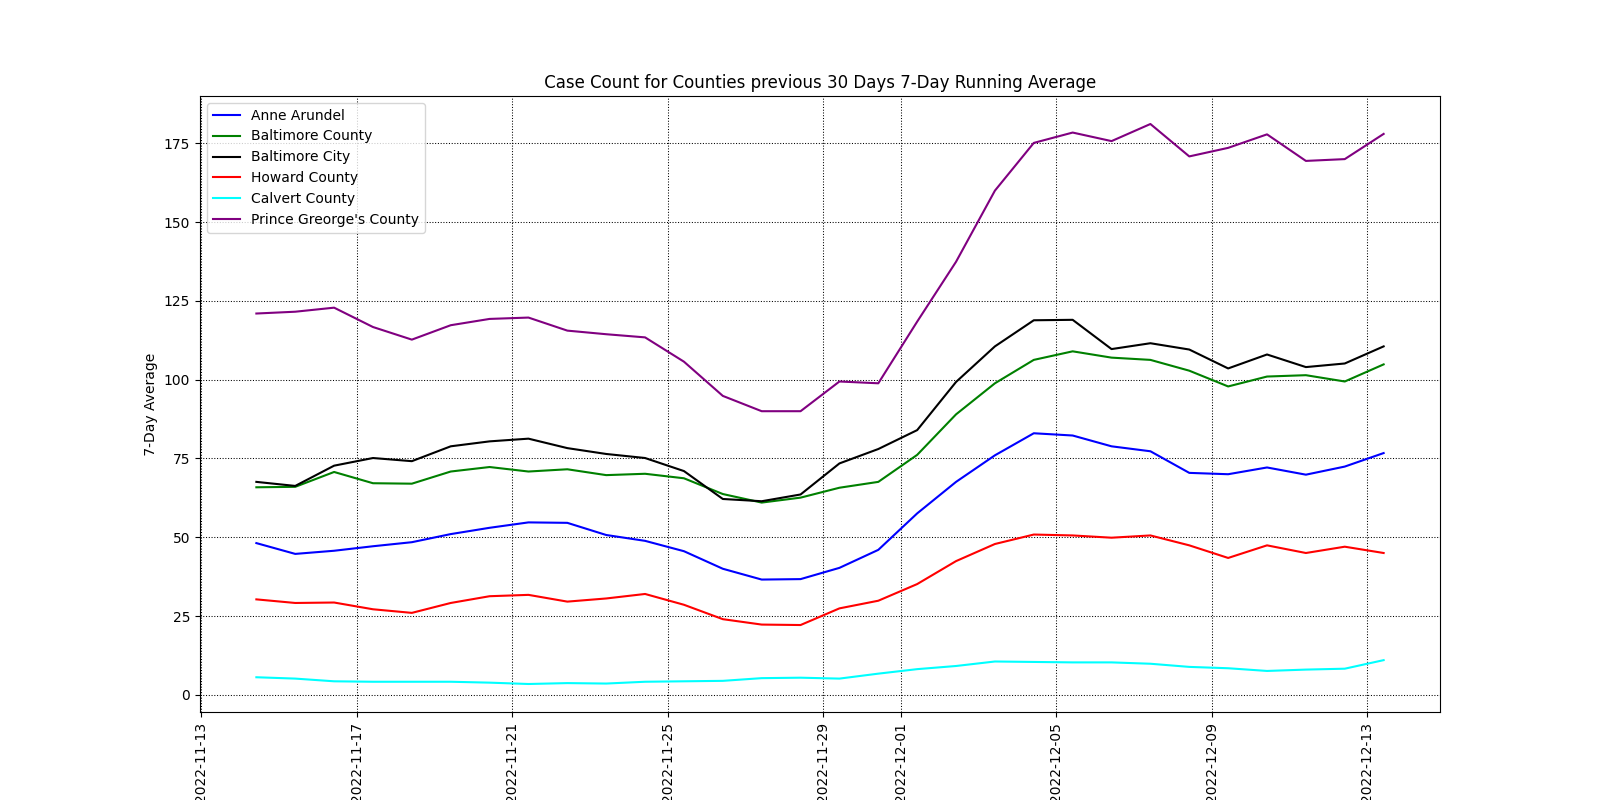 Case Count for Counties previous 30 Days 7-Day Running Average
Anne Arundel
Baltimore County
Baltimore City
Howard County
Calvert County
Prince Greorge's County
175
150
125
100
75
50
25
0
7-Day Average
2022-11-13
2022-11-17
2022-11-21
2022-11-25
2022-11-29
2022-12-01
2022-12-05
2022-12-09
2022-12-13